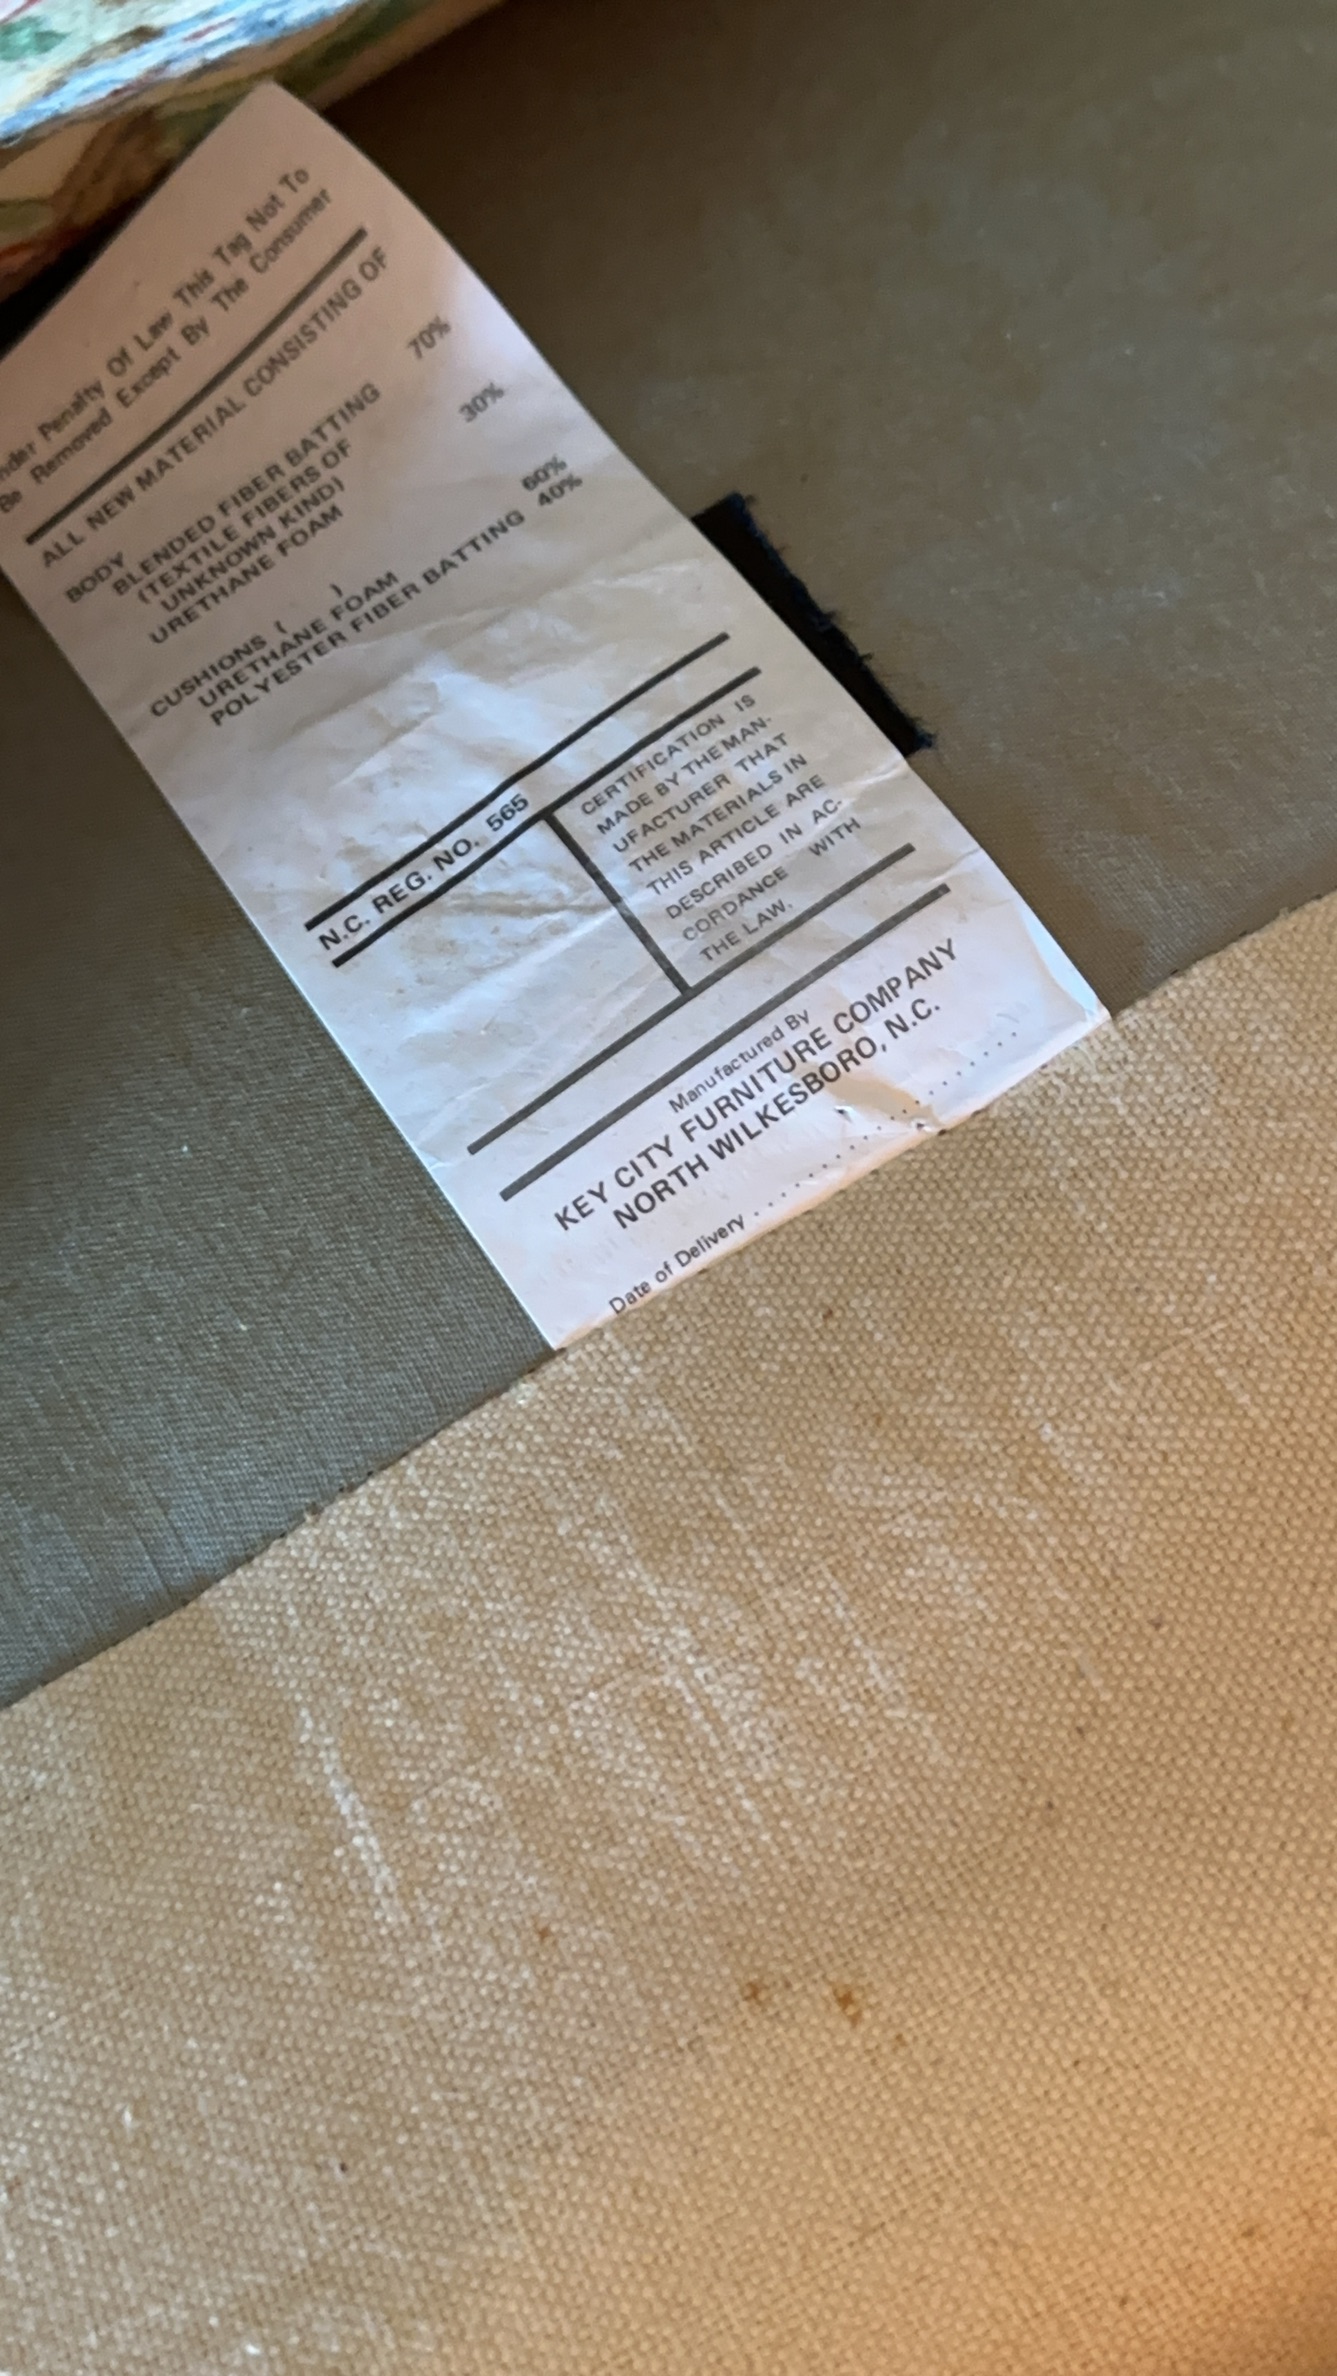 nder Penalty Of Law This Tag Not To
Be Removed Except By The Consumer
ALL NEW MATERIAL CONSISTING OF
BODY
BLENDED FIBER BATTING 70%
(TEXTILE FIBERS OF
UNKNOWN KIND)
URETHANE FOAM 30%
CUSHIONS ( )
URETHANE FOAM 60%
POLYESTER FIBER BATTING 40%
N.C. REG. NO. 565
CERTIFICATION IS
MADE BY THE MAN-
UFACTURER THAT
THE MATERIALS IN
THIS ARTICLE ARE
DESCRIBED IN AC-
CORDANCE WITH
THE LAW.
Manufactured By
KEY CITY FURNITURE COMPANY
NORTH WILKESBORO, N.C.
Date of Delivery . . . . . . . . . . . . . . . . . . .